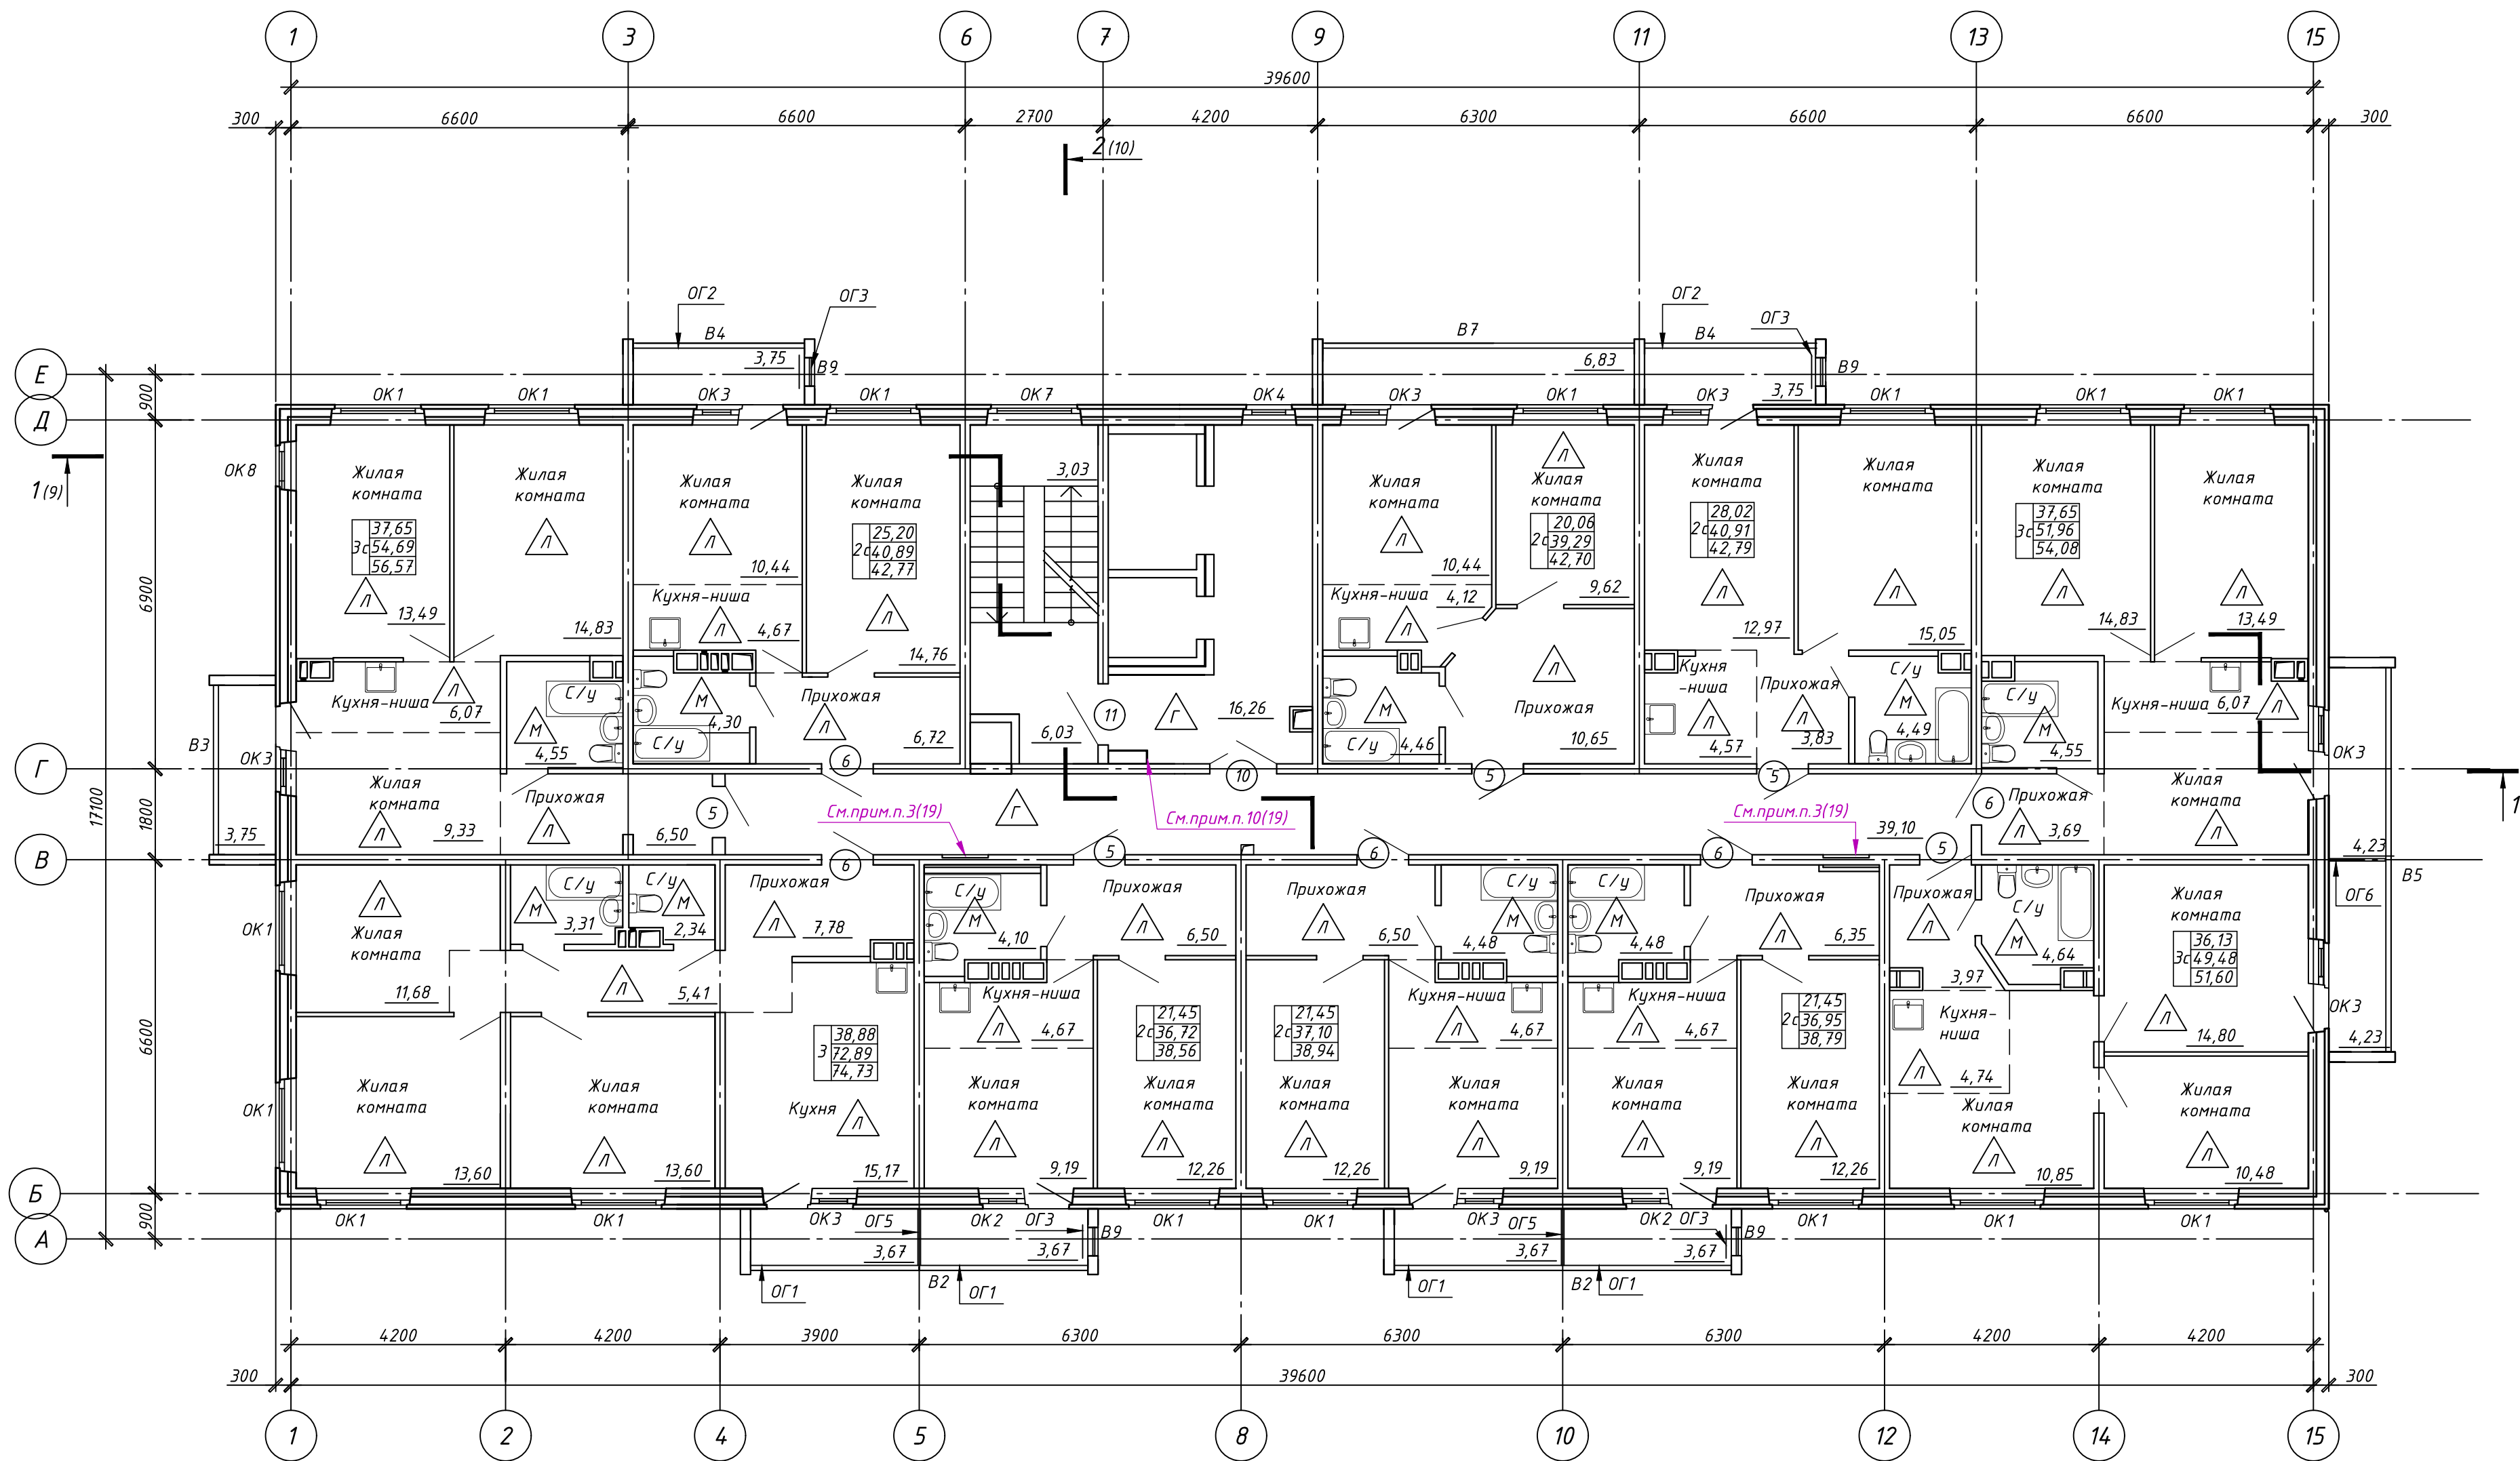 1 3 6 7 9 11 13 15
39600
300 6600 6600 2700 4200 6300 6600 6600 300
2 (10)
ОГ2 ОГ3 ОГ2 ОГ3
В4 В7 В4
3,75 В9 6,83 В9
3,75
Е
Д
900
ОК1 ОК1 ОК3 ОК1 ОК7 ОК4 ОК3 ОК1 ОК3 ОК1 ОК1 ОК1
1 (9)
ОК8
6900
Жилая
комната
37,65
3с 54,69
56,57
Л
13,49
Жилая
комната
Л
14,83
Жилая
комната
Л
10,44
Кухня-ниша
Л
4,67
Жилая
комната
25,20
2с 40,89
42,77
Л
14,76
3,03
Жилая
комната
Л
10,44
Кухня-ниша
4,12
Л
Л
Жилая
комната
20,06
2с 39,29
42,70
9,62
Жилая
комната
28,02
2с 40,91
42,79
Л
12,97
Жилая
комната
Л
15,05
Жилая
комната
37,65
3с 51,96
54,08
Л
14,83
Жилая
комната
Л
13,49
Кухня-ниша
Л
6,07
С/у
М
4,55
М
4,30
С/у
Прихожая
Л
6,72
6,03
11
Г
16,26
М
С/у
4,46
Л
Прихожая
10,65
Кухня
-ниша
Л
4,57
Прихожая
Л
3,83
С/у
М
4,49
С/у
М
4,55
Кухня-ниша
6,07
Л
В3
ОК3
ОК3
Г
17100
1800
Жилая
комната
Л
9,33
Прихожая
Л
6,50
5
6
10
5
5
6
Г
См.прим.п.3(19)
См.прим.п.10(19)
См.прим.п.3(19)
39,10
Прихожая
Л
3,69
Жилая
комната
Л
1
3,75
4,23
В
6
5
6
6
5
В5
ОГ6
ОК1
Л
Жилая
комната
11,68
С/у
М
3,31
С/у
М
2,34
Прихожая
Л
7,78
С/у
М
4,10
Прихожая
Л
6,50
Прихожая
Л
6,50
С/у
М
4,48
С/у
М
4,48
Прихожая
Л
6,35
Прихожая
Л
3,97
С/у
М
4,64
Жилая
комната
36,13
3с 49,48
51,60
Л
14,80
ОК3
4,23
Л
5,41
6600
38,88
3 72,89
74,73
Кухня-ниша
Л
4,67
21,45
2с 36,72
38,56
21,45
2с 37,10
38,94
Кухня-ниша
Л
4,67
Кухня-ниша
Л
4,67
21,45
2с 36,95
38,79
Кухня-
ниша
Л
4,74
ОК1
Жилая
комната
Л
13,60
Жилая
комната
Л
13,60
Кухня
Л
15,17
Жилая
комната
Л
9,19
Жилая
комната
Л
12,26
Жилая
комната
Л
12,26
Жилая
комната
Л
9,19
Жилая
комната
Л
9,19
Жилая
комната
Л
12,26
Жилая
комната
Л
10,85
Жилая
комната
Л
10,48
Б
900
А
ОК1 ОК1 ОК3 ОГ5 ОК2 ОГ3 В9 ОК1 ОК1 ОК3 ОГ5 ОК2 ОГ3 В9 ОК1 ОК1 ОК1
3,67 3,67 3,67 3,67
ОГ1 В2 ОГ1 ОГ1 В2 ОГ1
4200 4200 3900 6300 6300 6300 4200 4200
300 39600 300
1 2 4 5 8 10 12 14 15